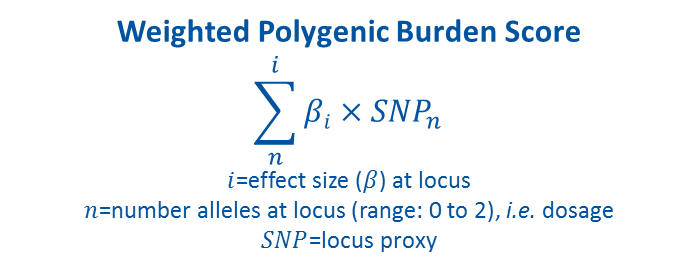 Weighted Polygenic Burden Score
i
∑ βᵢ × SNPₙ
n
i=effect size (β) at locus
n=number alleles at locus (range: 0 to 2), i.e. dosage
SNP=locus proxy